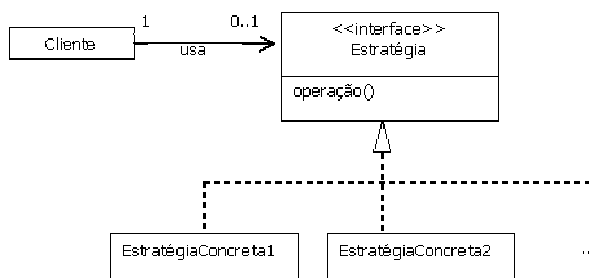 1
0..1
<<interface>>
Cliente
usa
Estratégia
operação()
EstratégiaConcreta1
EstratégiaConcreta2
..